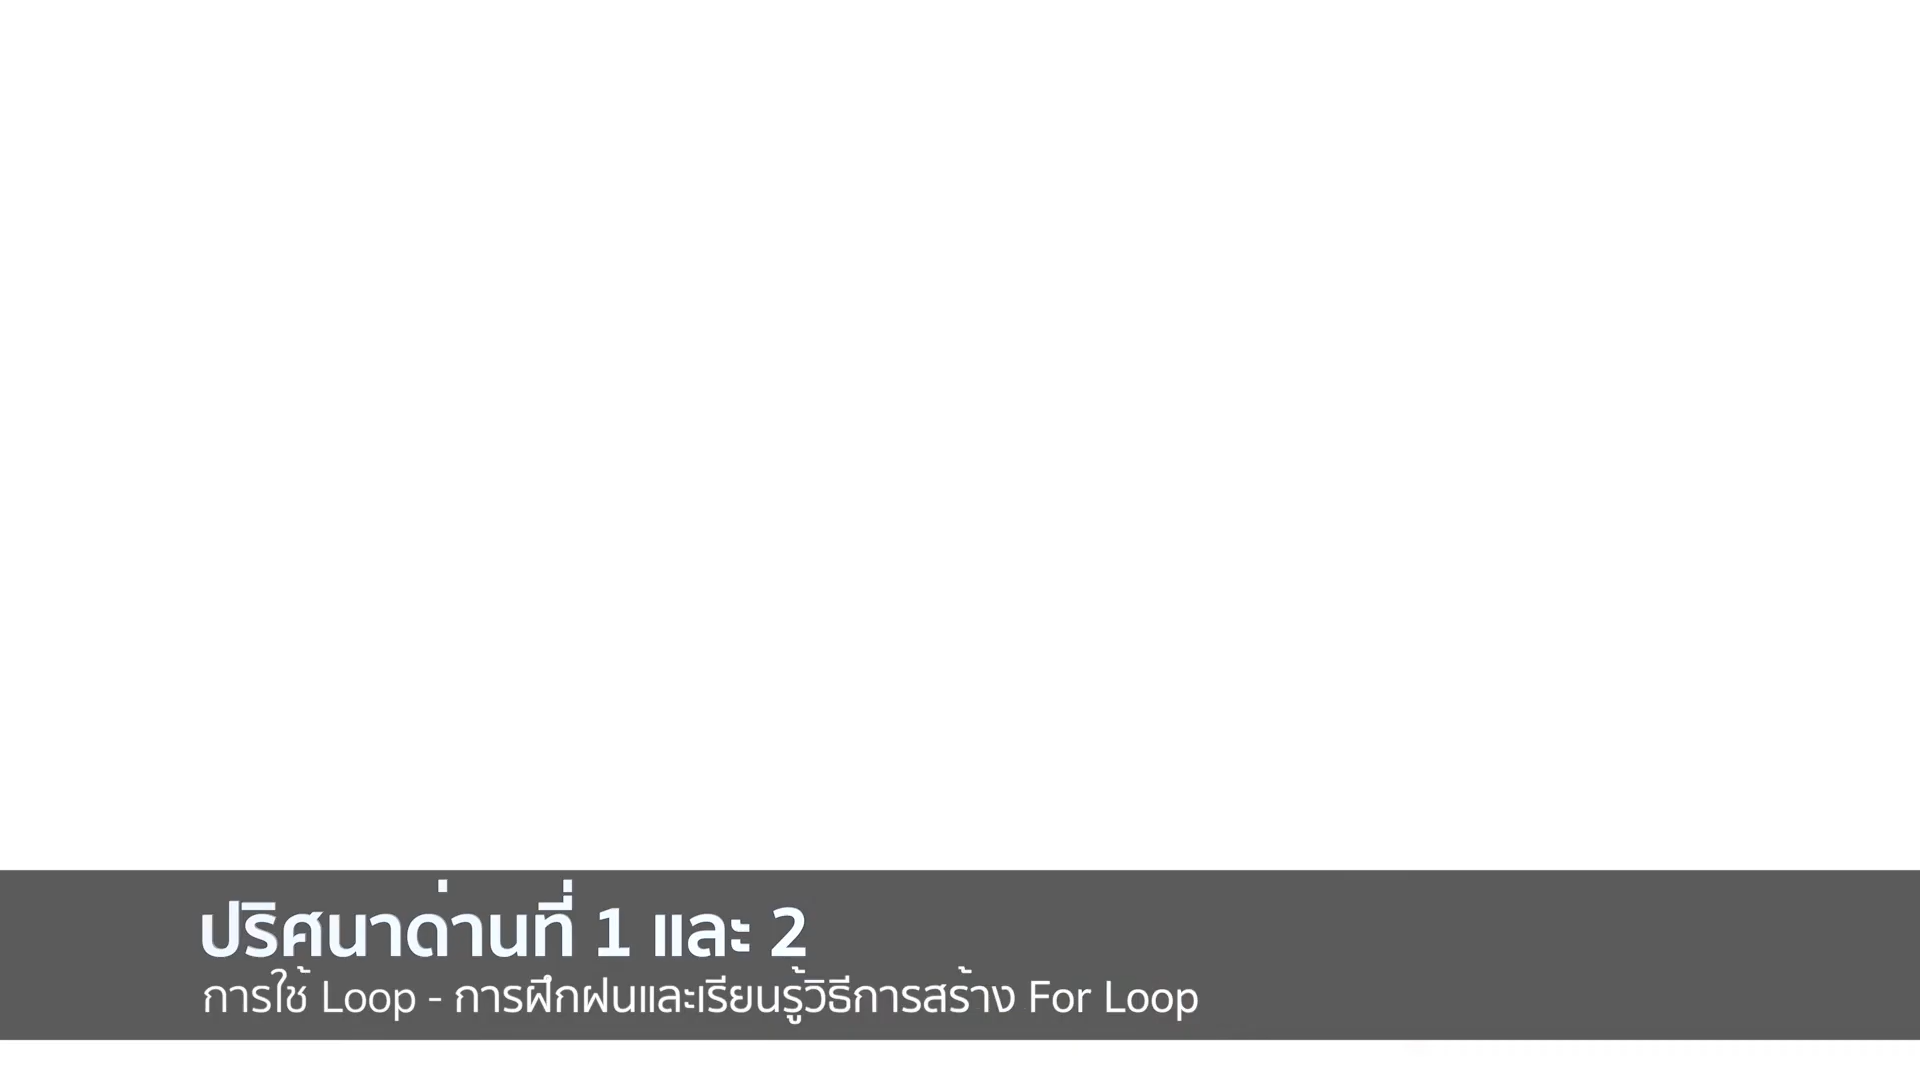 ปริศนาด่านที่ 1 และ 2
การใช้ Loop - การฝึกฝนและเรียนรู้วิธีการสร้าง For Loop